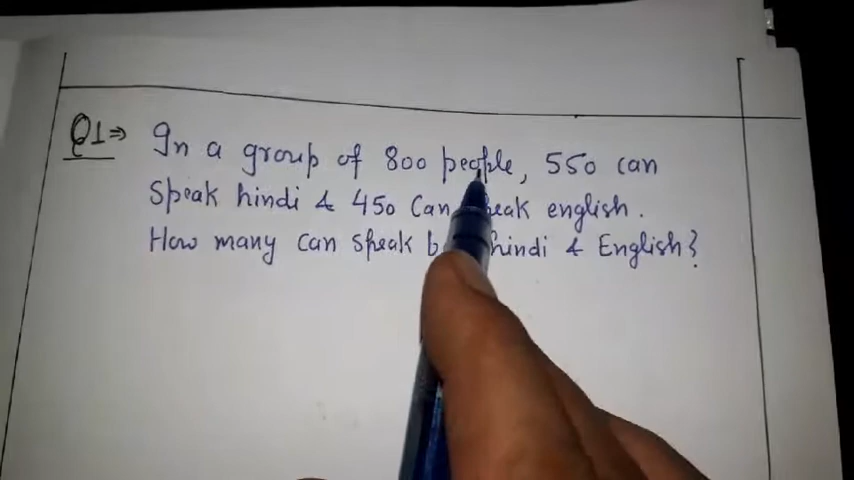 Q1⇒ In a group of 800 people, 550 can
Speak hindi & 450 Can speak english.
How many can speak hindi & English?